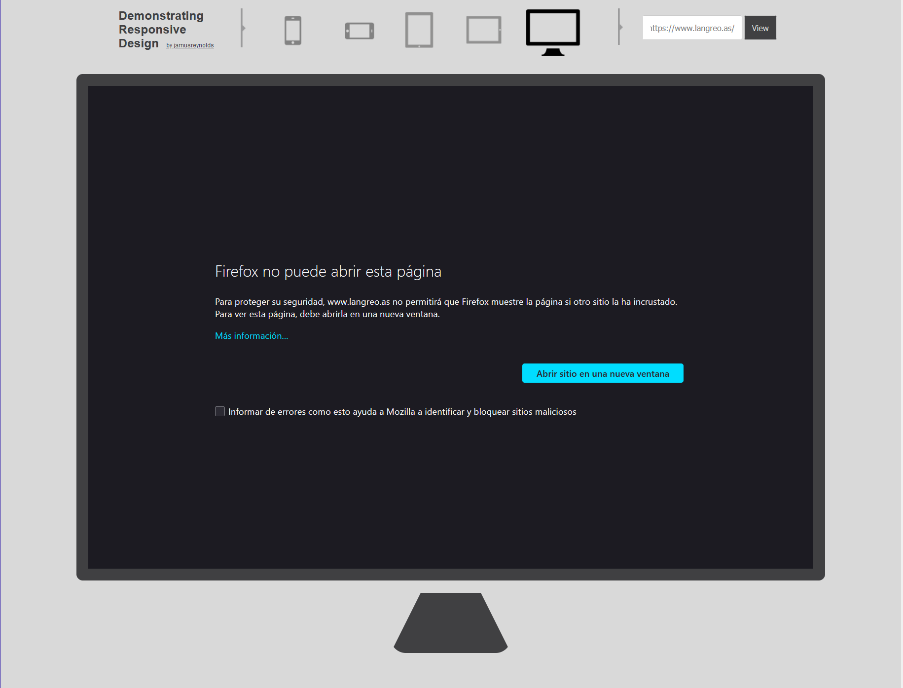 Demonstrating
Responsive
Design by jamusreynolds
https://www.langreo.as/
View
Firefox no puede abrir esta página
Para proteger su seguridad, www.langreo.as no permitirá que Firefox muestre la página si otro sitio la ha incrustado.
Para ver esta página, debe abrirla en una nueva ventana.
Más información...
Abrir sitio en una nueva ventana
Informar de errores como esto ayuda a Mozilla a identificar y bloquear sitios maliciosos